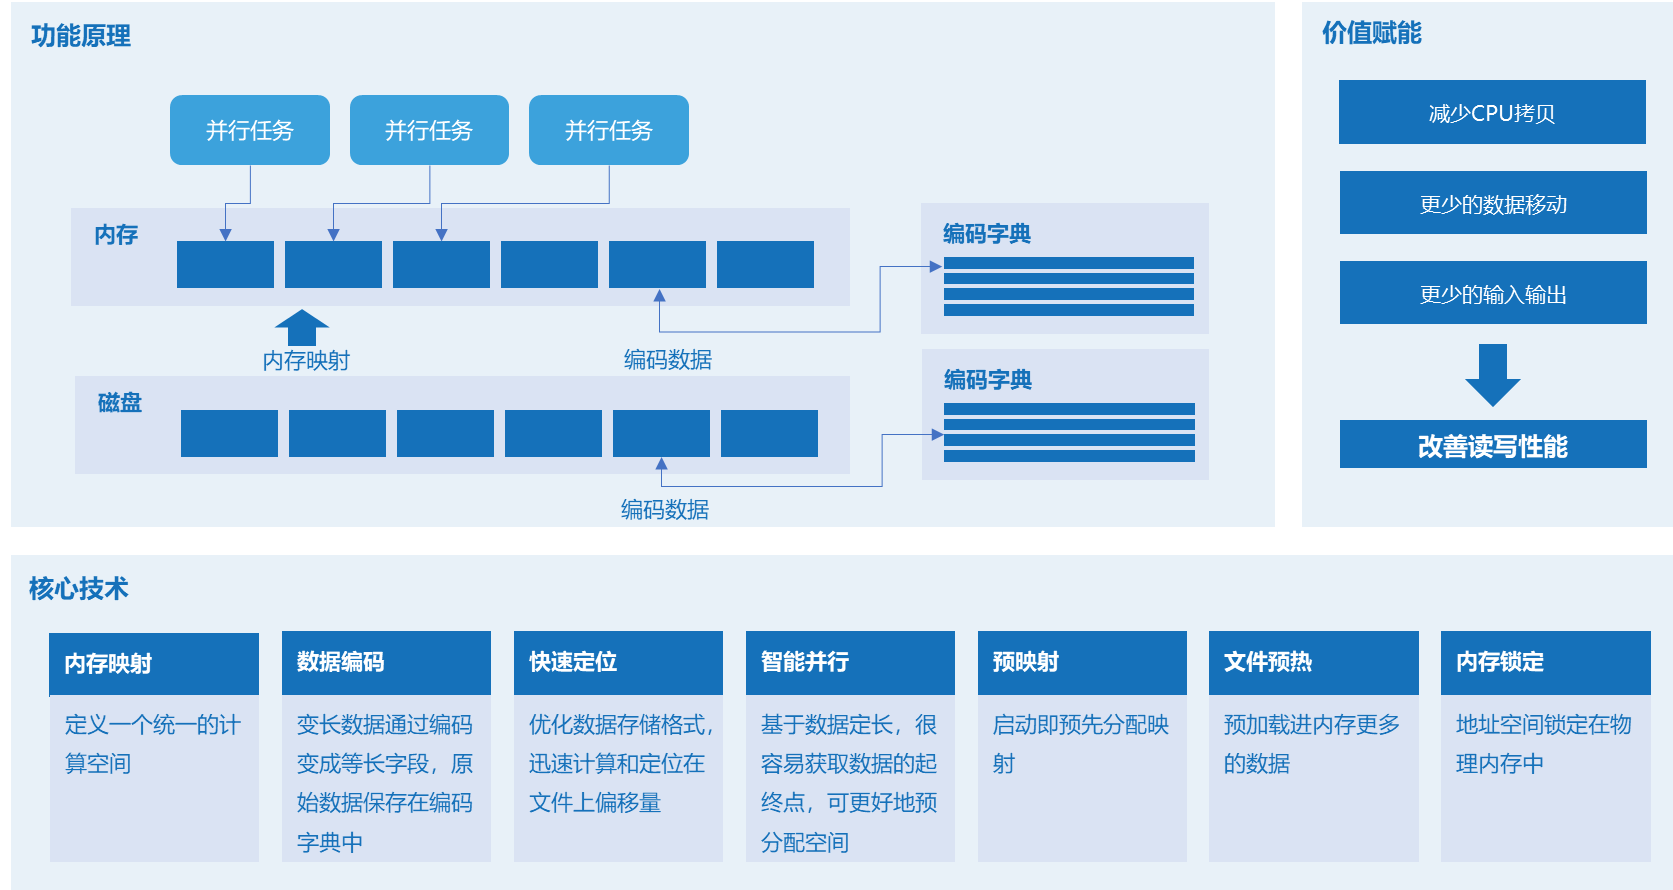 功能原理
并行任务
并行任务
并行任务
内存
内存映射
编码数据
磁盘
编码数据
编码字典
编码字典
价值赋能
减少CPU拷贝
更少的数据移动
更少的输入输出
改善读写性能
核心技术
内存映射
定义一个统一的计
算空间
数据编码
变长数据通过编码
变成等长字段，原
始数据保存在编码
字典中
快速定位
优化数据存储格式，
迅速计算和定位在
文件上偏移量
智能并行
基于数据定长，很
容易获取数据的起
终点，可更好地预
分配空间
预映射
启动即预先分配映
射
文件预热
预加载进内存更多
的数据
内存锁定
地址空间锁定在物
理内存中